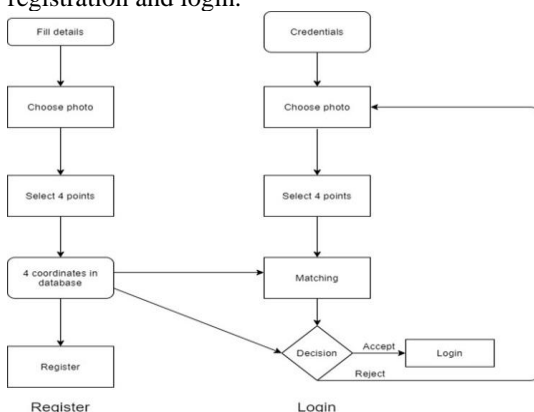 registration and login.
Fill details
Credentials
Choose photo
Choose photo
Select 4 points
Select 4 points
4 coordinates in
database
Matching
Decision
Accept
Login
Reject
Register
Register
Login